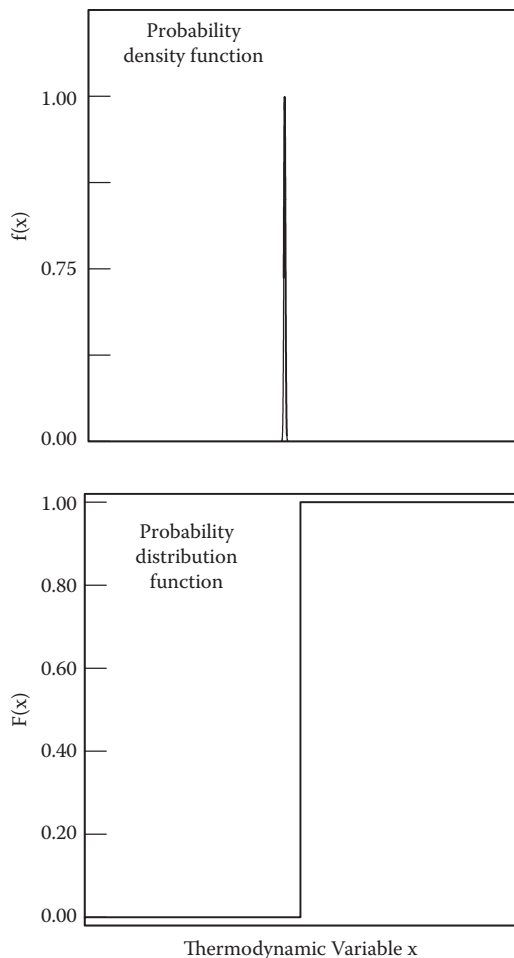 Probability
density function
1.00
0.75
0.00
f(x)
Probability
distribution
function
1.00
0.80
0.60
0.40
0.20
0.00
F(x)
Thermodynamic Variable x